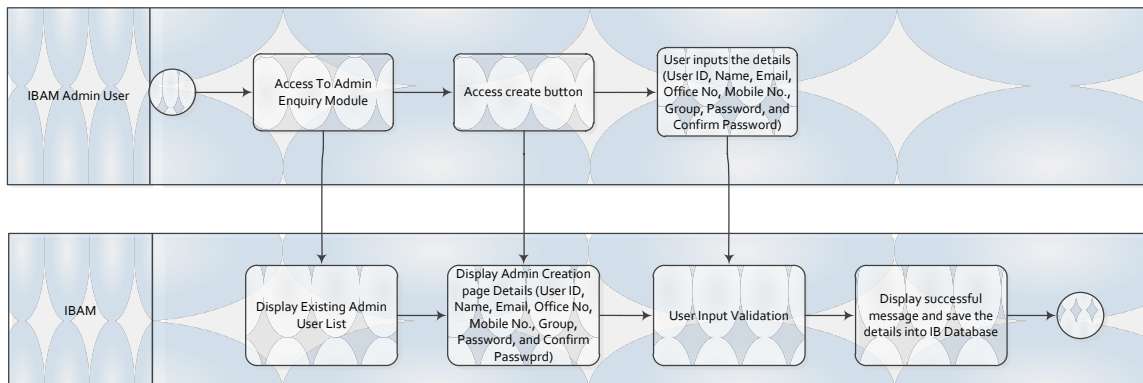 IBAM Admin User
Access To Admin
Enquiry Module
Access create button
User inputs the details
(User ID, Name, Email,
Office No, Mobile No.,
Group, Password, and
Confirm Password)
IBAM
Display Existing Admin
User List
Display Admin Creation
page Details (User ID,
Name, Email, Office No,
Mobile No., Group,
Password, and Confirm
Passwprd)
User Input Validation
Display successful
message and save the
details into IB Database